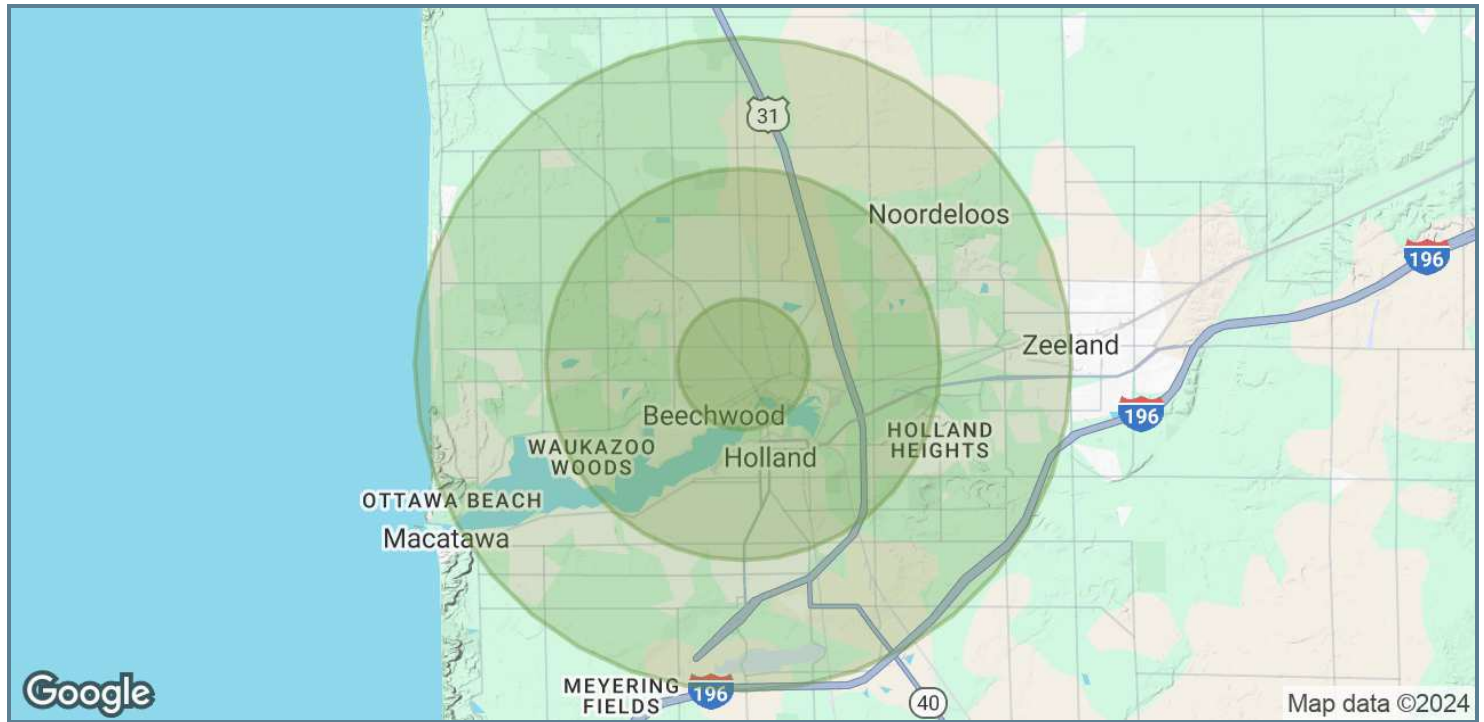 31
Noordeloos
196
Zeeland
196
Beechwood
HOLLAND
HEIGHTS
WAUKAZOO
WOODS
Holland
OTTAWA BEACH
Macatawa
MEYERING
FIELDS
196
40
Google
Map data ©2024